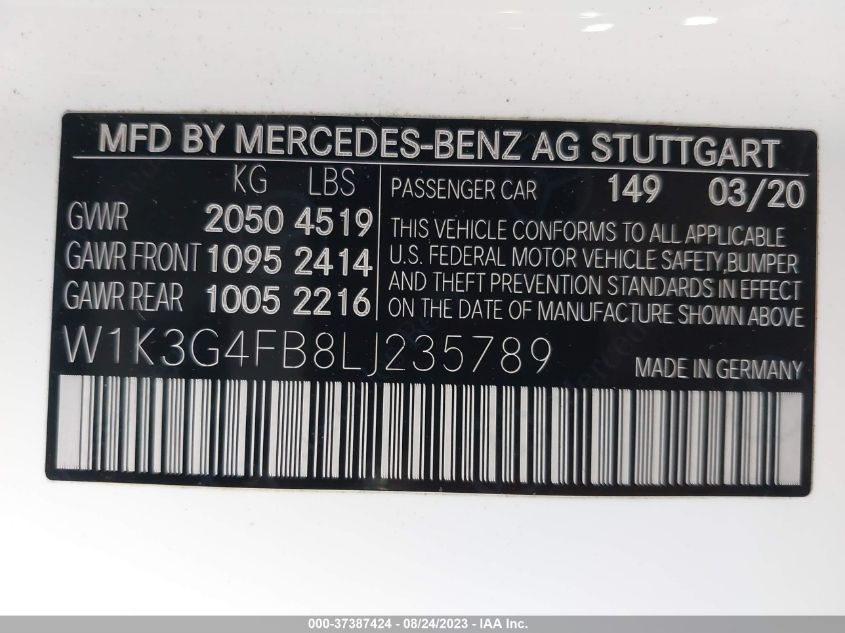 MFD BY MERCEDES-BENZ AG STUTTGART
KG LBS
GVWR 2050 4519
GAWR FRONT 1095 2414
GAWR REAR 1005 2216
PASSENGER CAR 149 03/20
THIS VEHICLE CONFORMS TO ALL APPLICABLE
U.S. FEDERAL MOTOR VEHICLE SAFETY,BUMPER
AND THEFT PREVENTION STANDARDS IN EFFECT
ON THE DATE OF MANUFACTURE SHOWN ABOVE
W1K3G4FB8LJ235789
MADE IN GERMANY
000-37387424 - 08/24/2023 - IAA Inc.